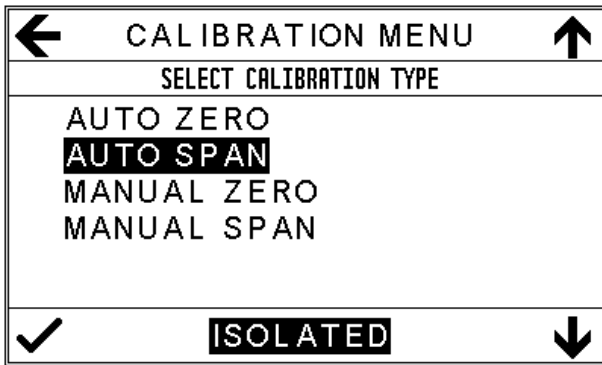 CALIBRATION MENU
SELECT CALIBRATION TYPE
AUTO ZERO
AUTO SPAN
MANUAL ZERO
MANUAL SPAN
ISOLATED